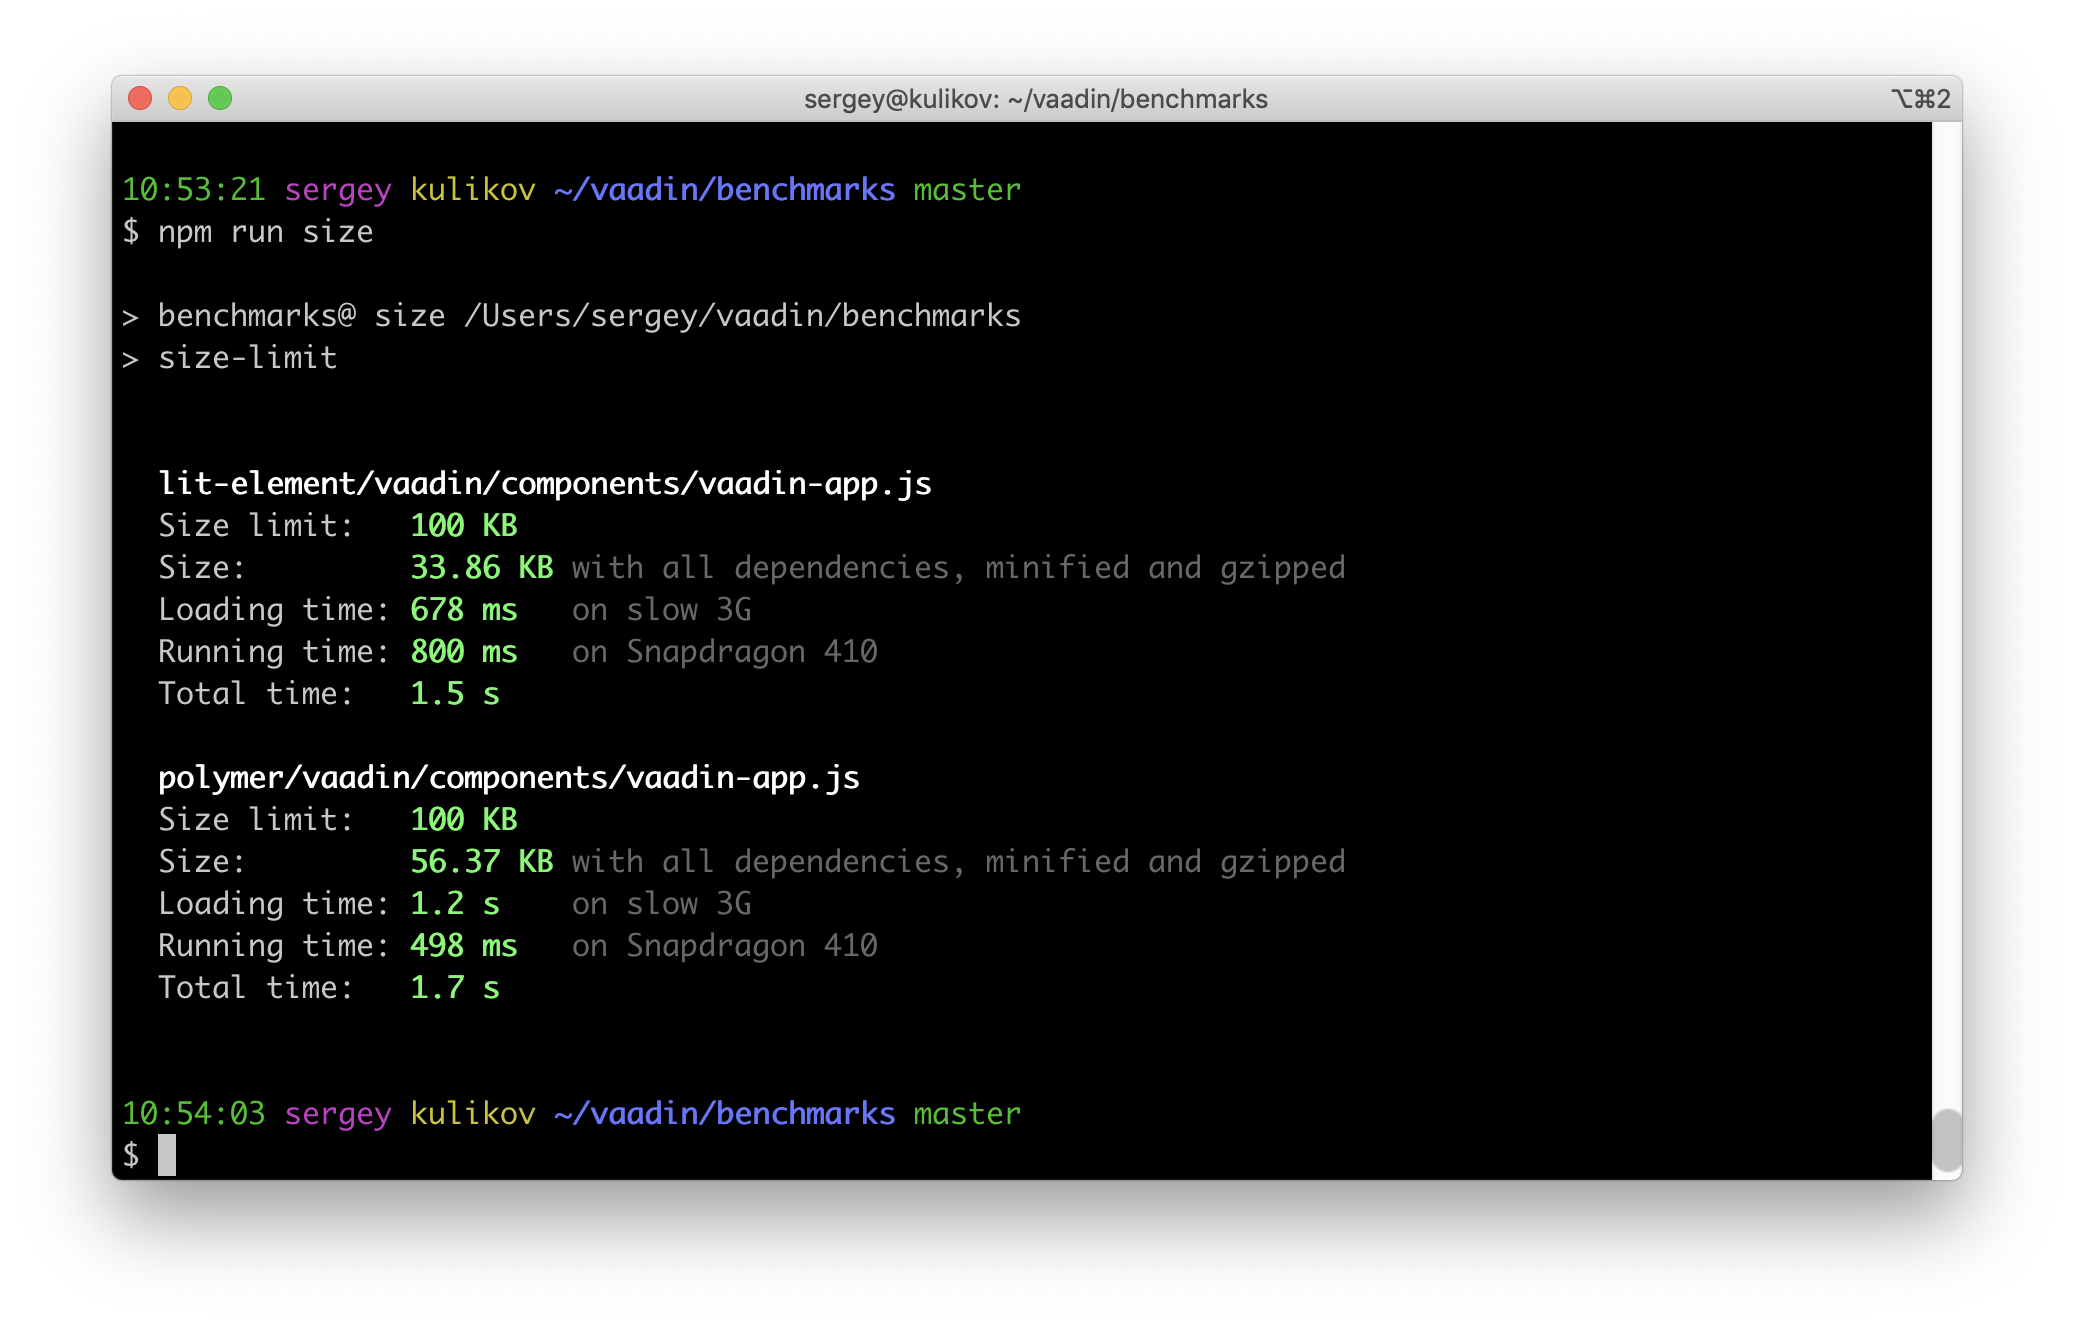 sergey@kulikov: ~/vaadin/benchmarks
⌥⌘2
10:53:21 sergey kulikov ~/vaadin/benchmarks master
$ npm run size
> benchmarks@ size /Users/sergey/vaadin/benchmarks
> size-limit
lit-element/vaadin/components/vaadin-app.js
Size limit: 100 KB
Size: 33.86 KB with all dependencies, minified and gzipped
Loading time: 678 ms on slow 3G
Running time: 800 ms on Snapdragon 410
Total time: 1.5 s
polymer/vaadin/components/vaadin-app.js
Size limit: 100 KB
Size: 56.37 KB with all dependencies, minified and gzipped
Loading time: 1.2 s on slow 3G
Running time: 498 ms on Snapdragon 410
Total time: 1.7 s
10:54:03 sergey kulikov ~/vaadin/benchmarks master
$